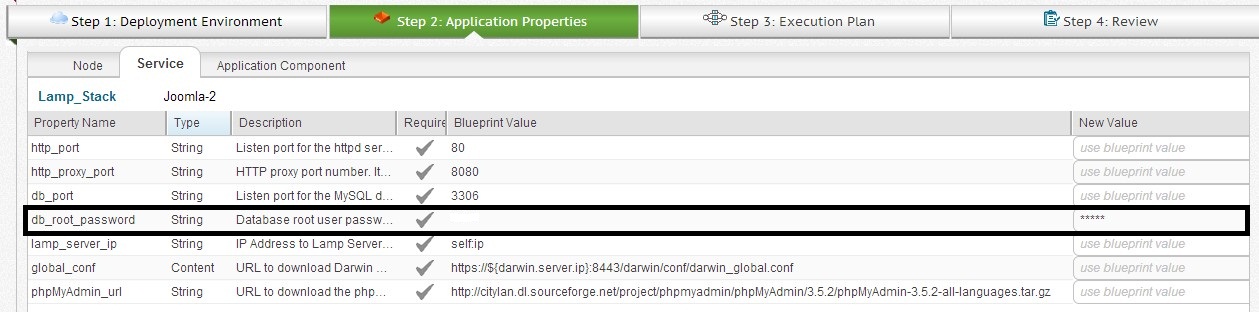 Step 1: Deployment Environment Step 2: Application Properties Step 3: Execution Plan Step 4: Review
Node Service Application Component
Lamp_Stack Joomla-2
Property Name Type Description Require Blueprint Value New Value
http_port String Listen port for the httpd ser... 80 use blueprint value
http_proxy_port String HTTP proxy port number. It... 8080 use blueprint value
db_port String Listen port for the MySQL d... 3306 use blueprint value
db_root_password String Database root user passw... *****
lamp_server_ip String IP Address to Lamp Server... self:ip use blueprint value
global_conf Content URL to download Darwin ... https://${darwin.server.ip}:8443/darwin/conf/darwin_global.conf use blueprint value
phpMyAdmin_url String URL to download the php... http://citylan.dl.sourceforge.net/project/phpmyadmin/phpMyAdmin/3.5.2/phpMyAdmin-3.5.2-all-languages.tar.gz use blueprint value